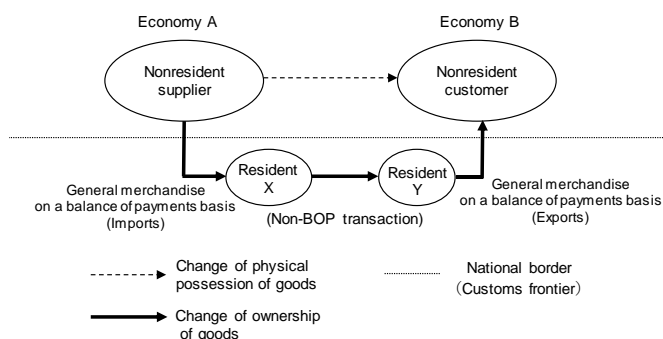 Economy A
Economy B
Nonresident
supplier
Nonresident
customer
Resident
X
Resident
Y
General merchandise
on a balance of payments basis
(Imports)
(Non-BOP transaction)
General merchandise
on a balance of payments basis
(Exports)
Change of physical
possession of goods
National border
(Customs frontier)
Change of ownership
of goods